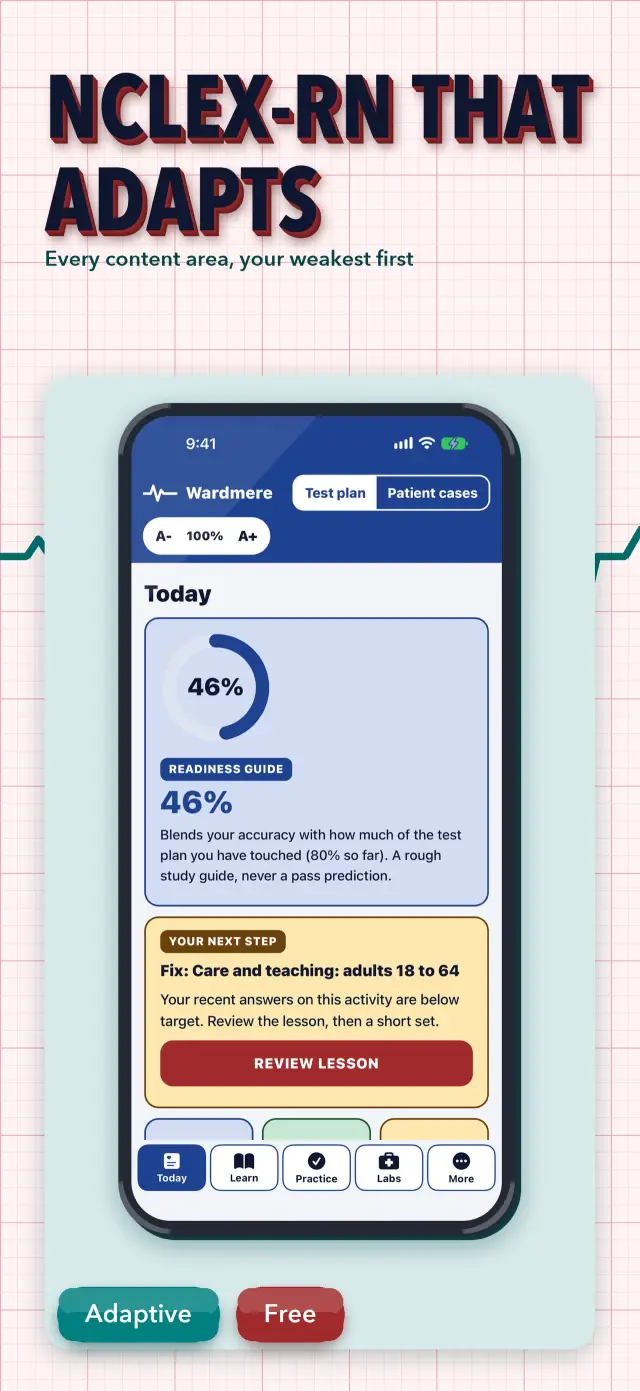 NCLEX-RN THAT
ADAPTS
Every content area, your weakest first
9:41
Wardmere
Test plan
Patient cases
A-
100%
A+
Today
46%
READINESS GUIDE
46%
Blends your accuracy with how much of the test
plan you have touched (80% so far). A rough
study guide, never a pass prediction.
YOUR NEXT STEP
Fix: Care and teaching: adults 18 to 64
Your recent answers on this activity are below
target. Review the lesson, then a short set.
REVIEW LESSON
Today
Learn
Practice
Labs
More
Adaptive
Free